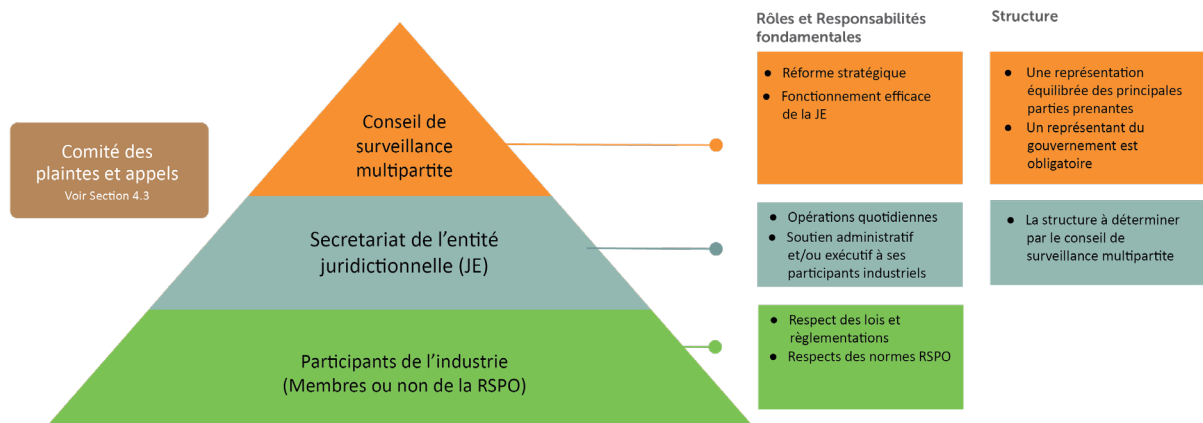 Rôles et Responsabilités
fondamentales
Structure
Comité des
plaintes et appels
Voir Section 4.3
Conseil de
surveillance
multipartite
● Réforme stratégique
● Fonctionnement efficace
de la JE
● Une représentation
équilibrée des principales
parties prenantes
● Un représentant du
gouvernement est
obligatoire
Secretariat de l’entité
juridictionnelle (JE)
● Opérations quotidiennes
● Soutien administratif
et/ou exécutif à ses
participants industriels
● La structure à déterminer
par le conseil de
surveillance multipartite
Participants de l’industrie
(Membres ou non de la RSPO)
● Respect des lois et
règlementations
● Respects des normes RSPO